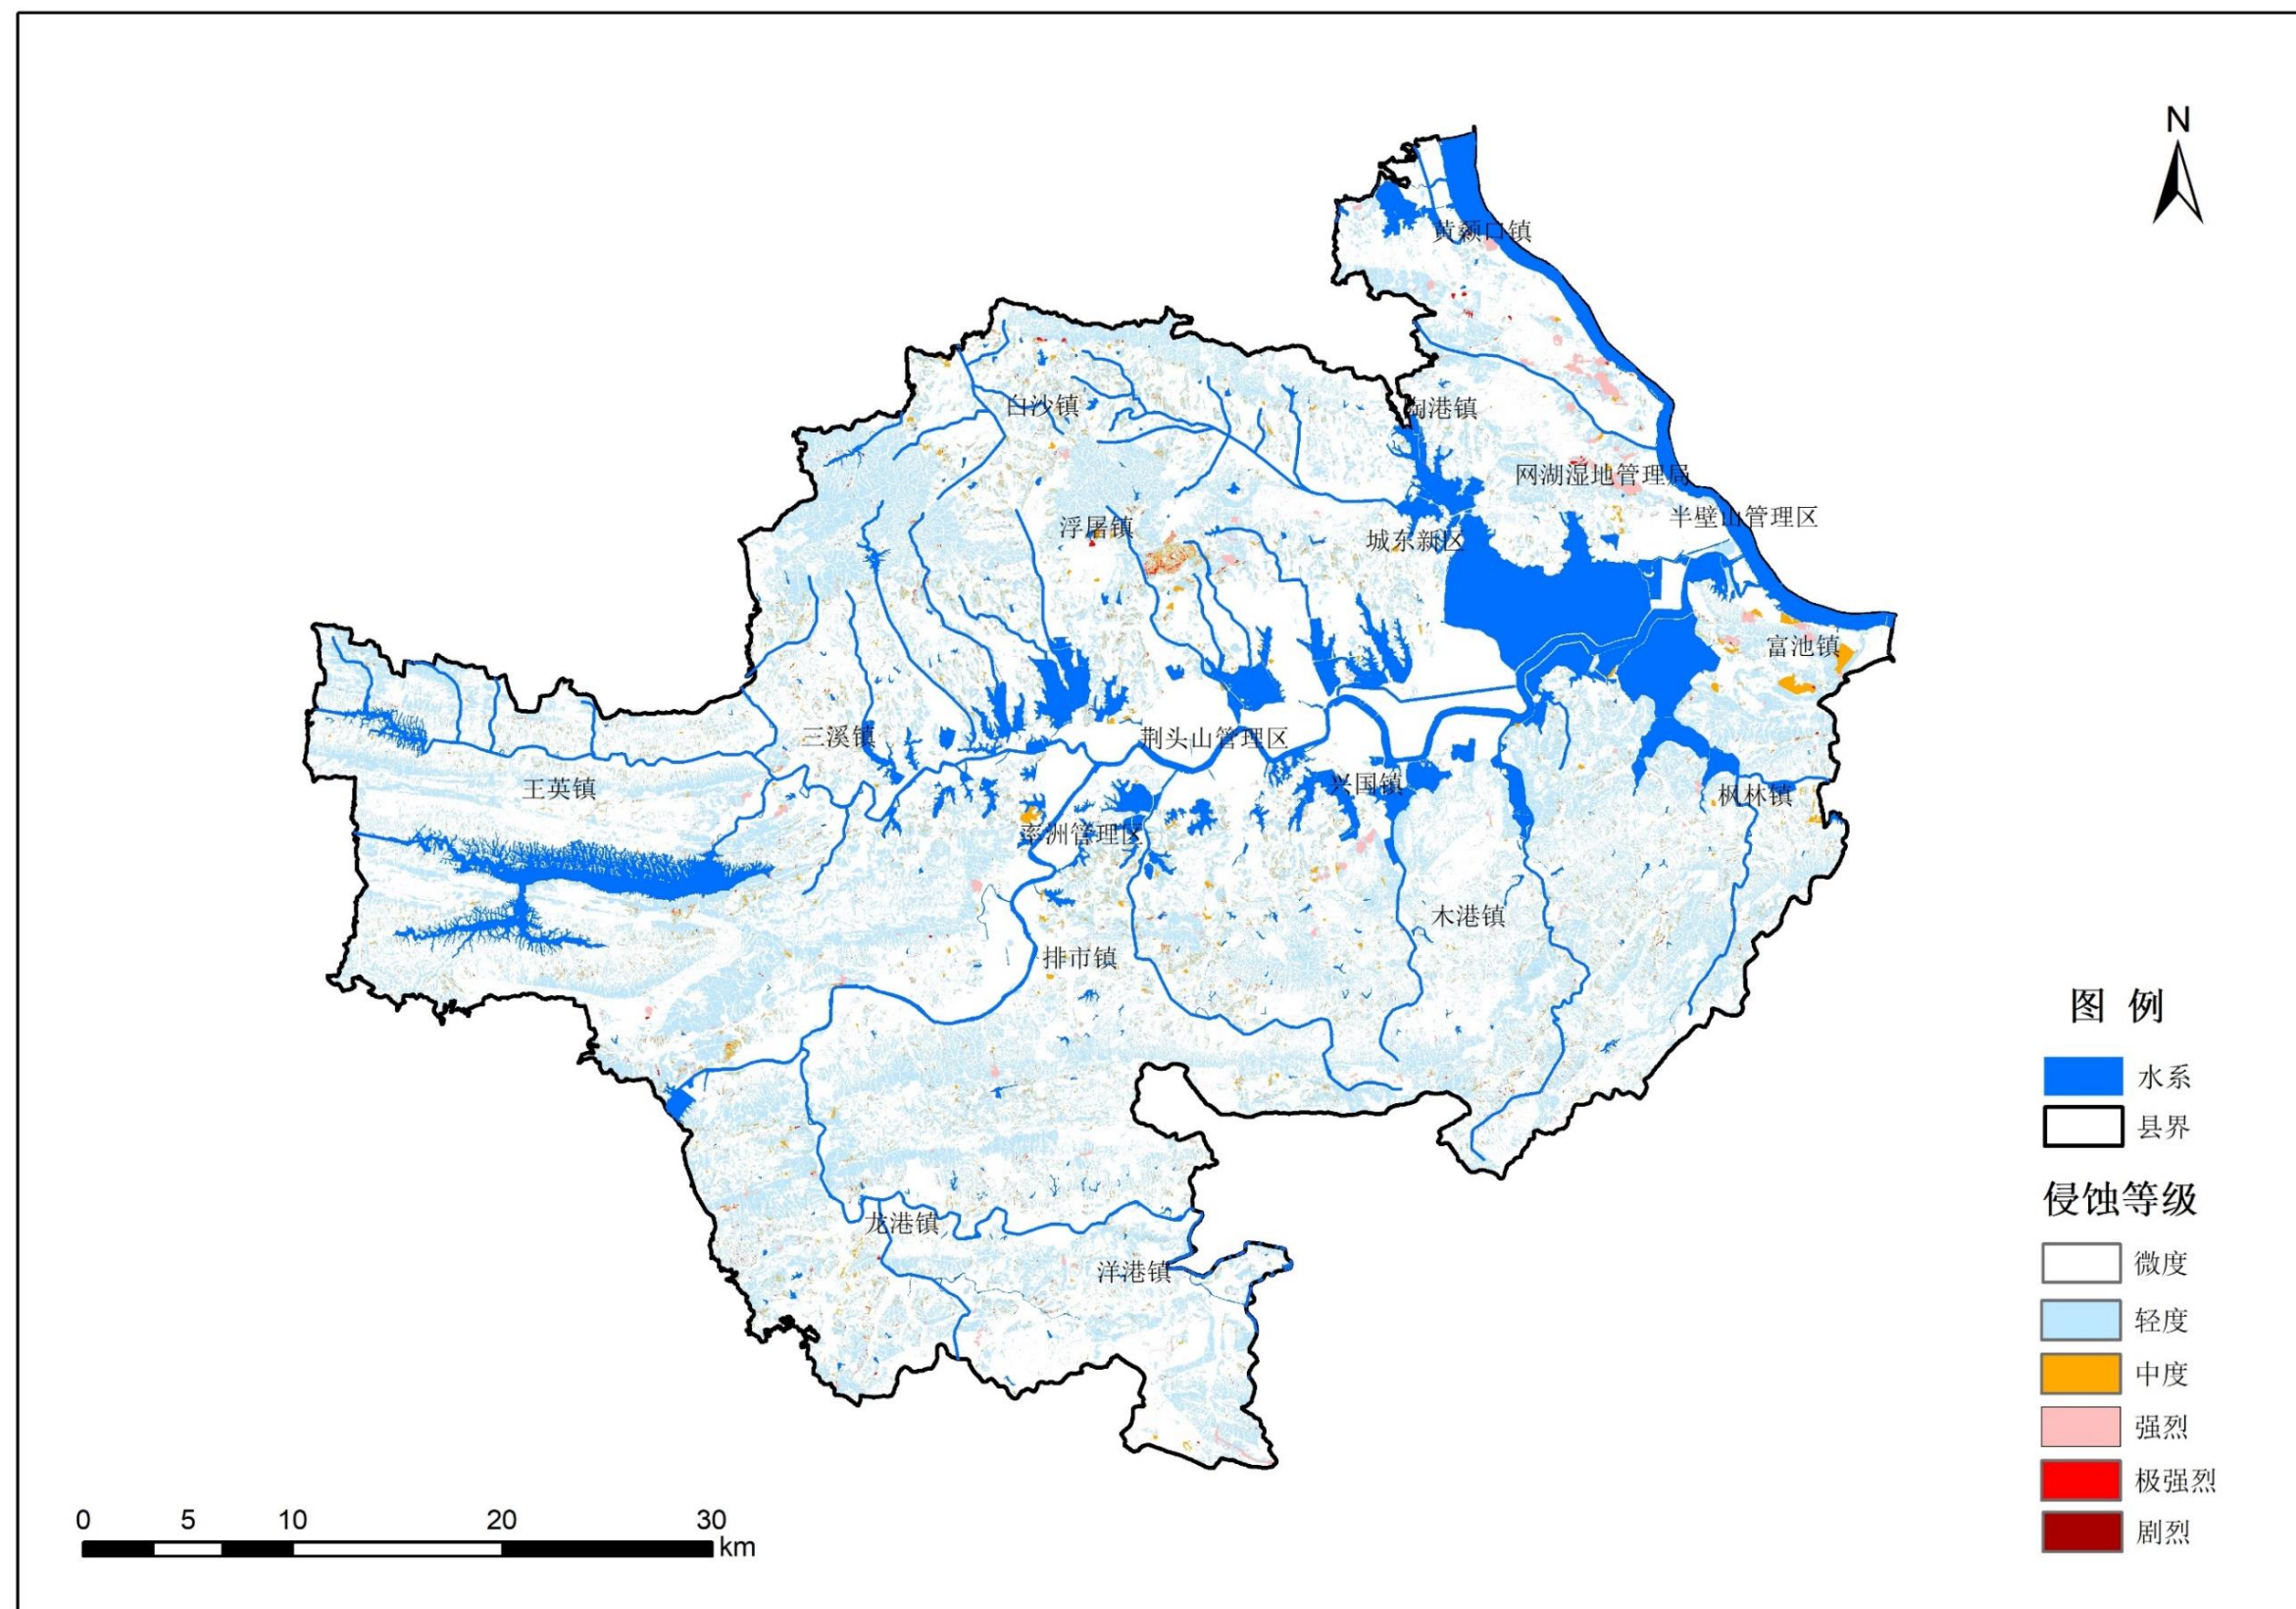 N
黄颡口镇
白沙镇
陶港镇
网湖湿地管理局
半壁山管理区
浮屠镇
城东新区
富池镇
三溪镇
荆头山管理区
王英镇
兴国镇
枫林镇
率洲管理区
木港镇
排市镇
龙港镇
洋港镇
图 例
水系
县界
侵蚀等级
微度
轻度
中度
强烈
极强烈
剧烈
0 5 10 20 30
km